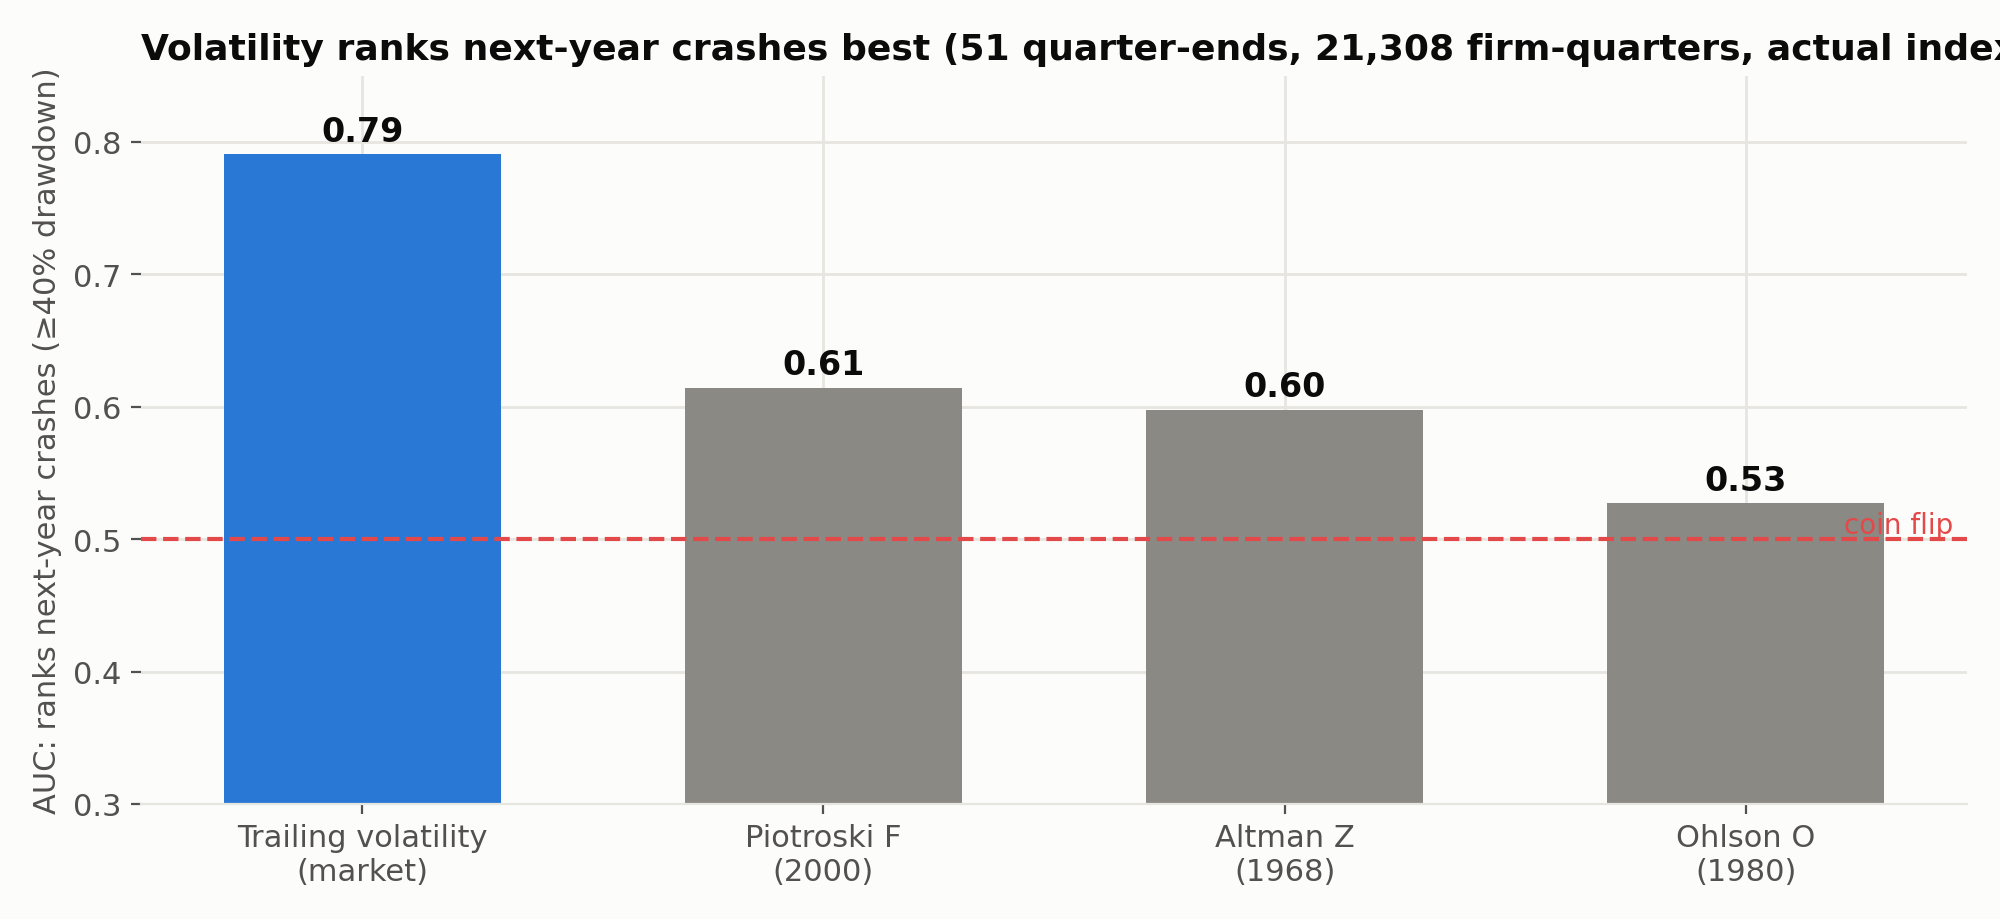 Volatility ranks next-year crashes best (51 quarter-ends, 21,308 firm-quarters, actual index
AUC: ranks next-year crashes (≥40% drawdown)
0.8
0.7
0.6
0.5
0.4
0.3
0.79
0.61
0.60
0.53
coin flip
Trailing volatility
(market)
Piotroski F
(2000)
Altman Z
(1968)
Ohlson O
(1980)